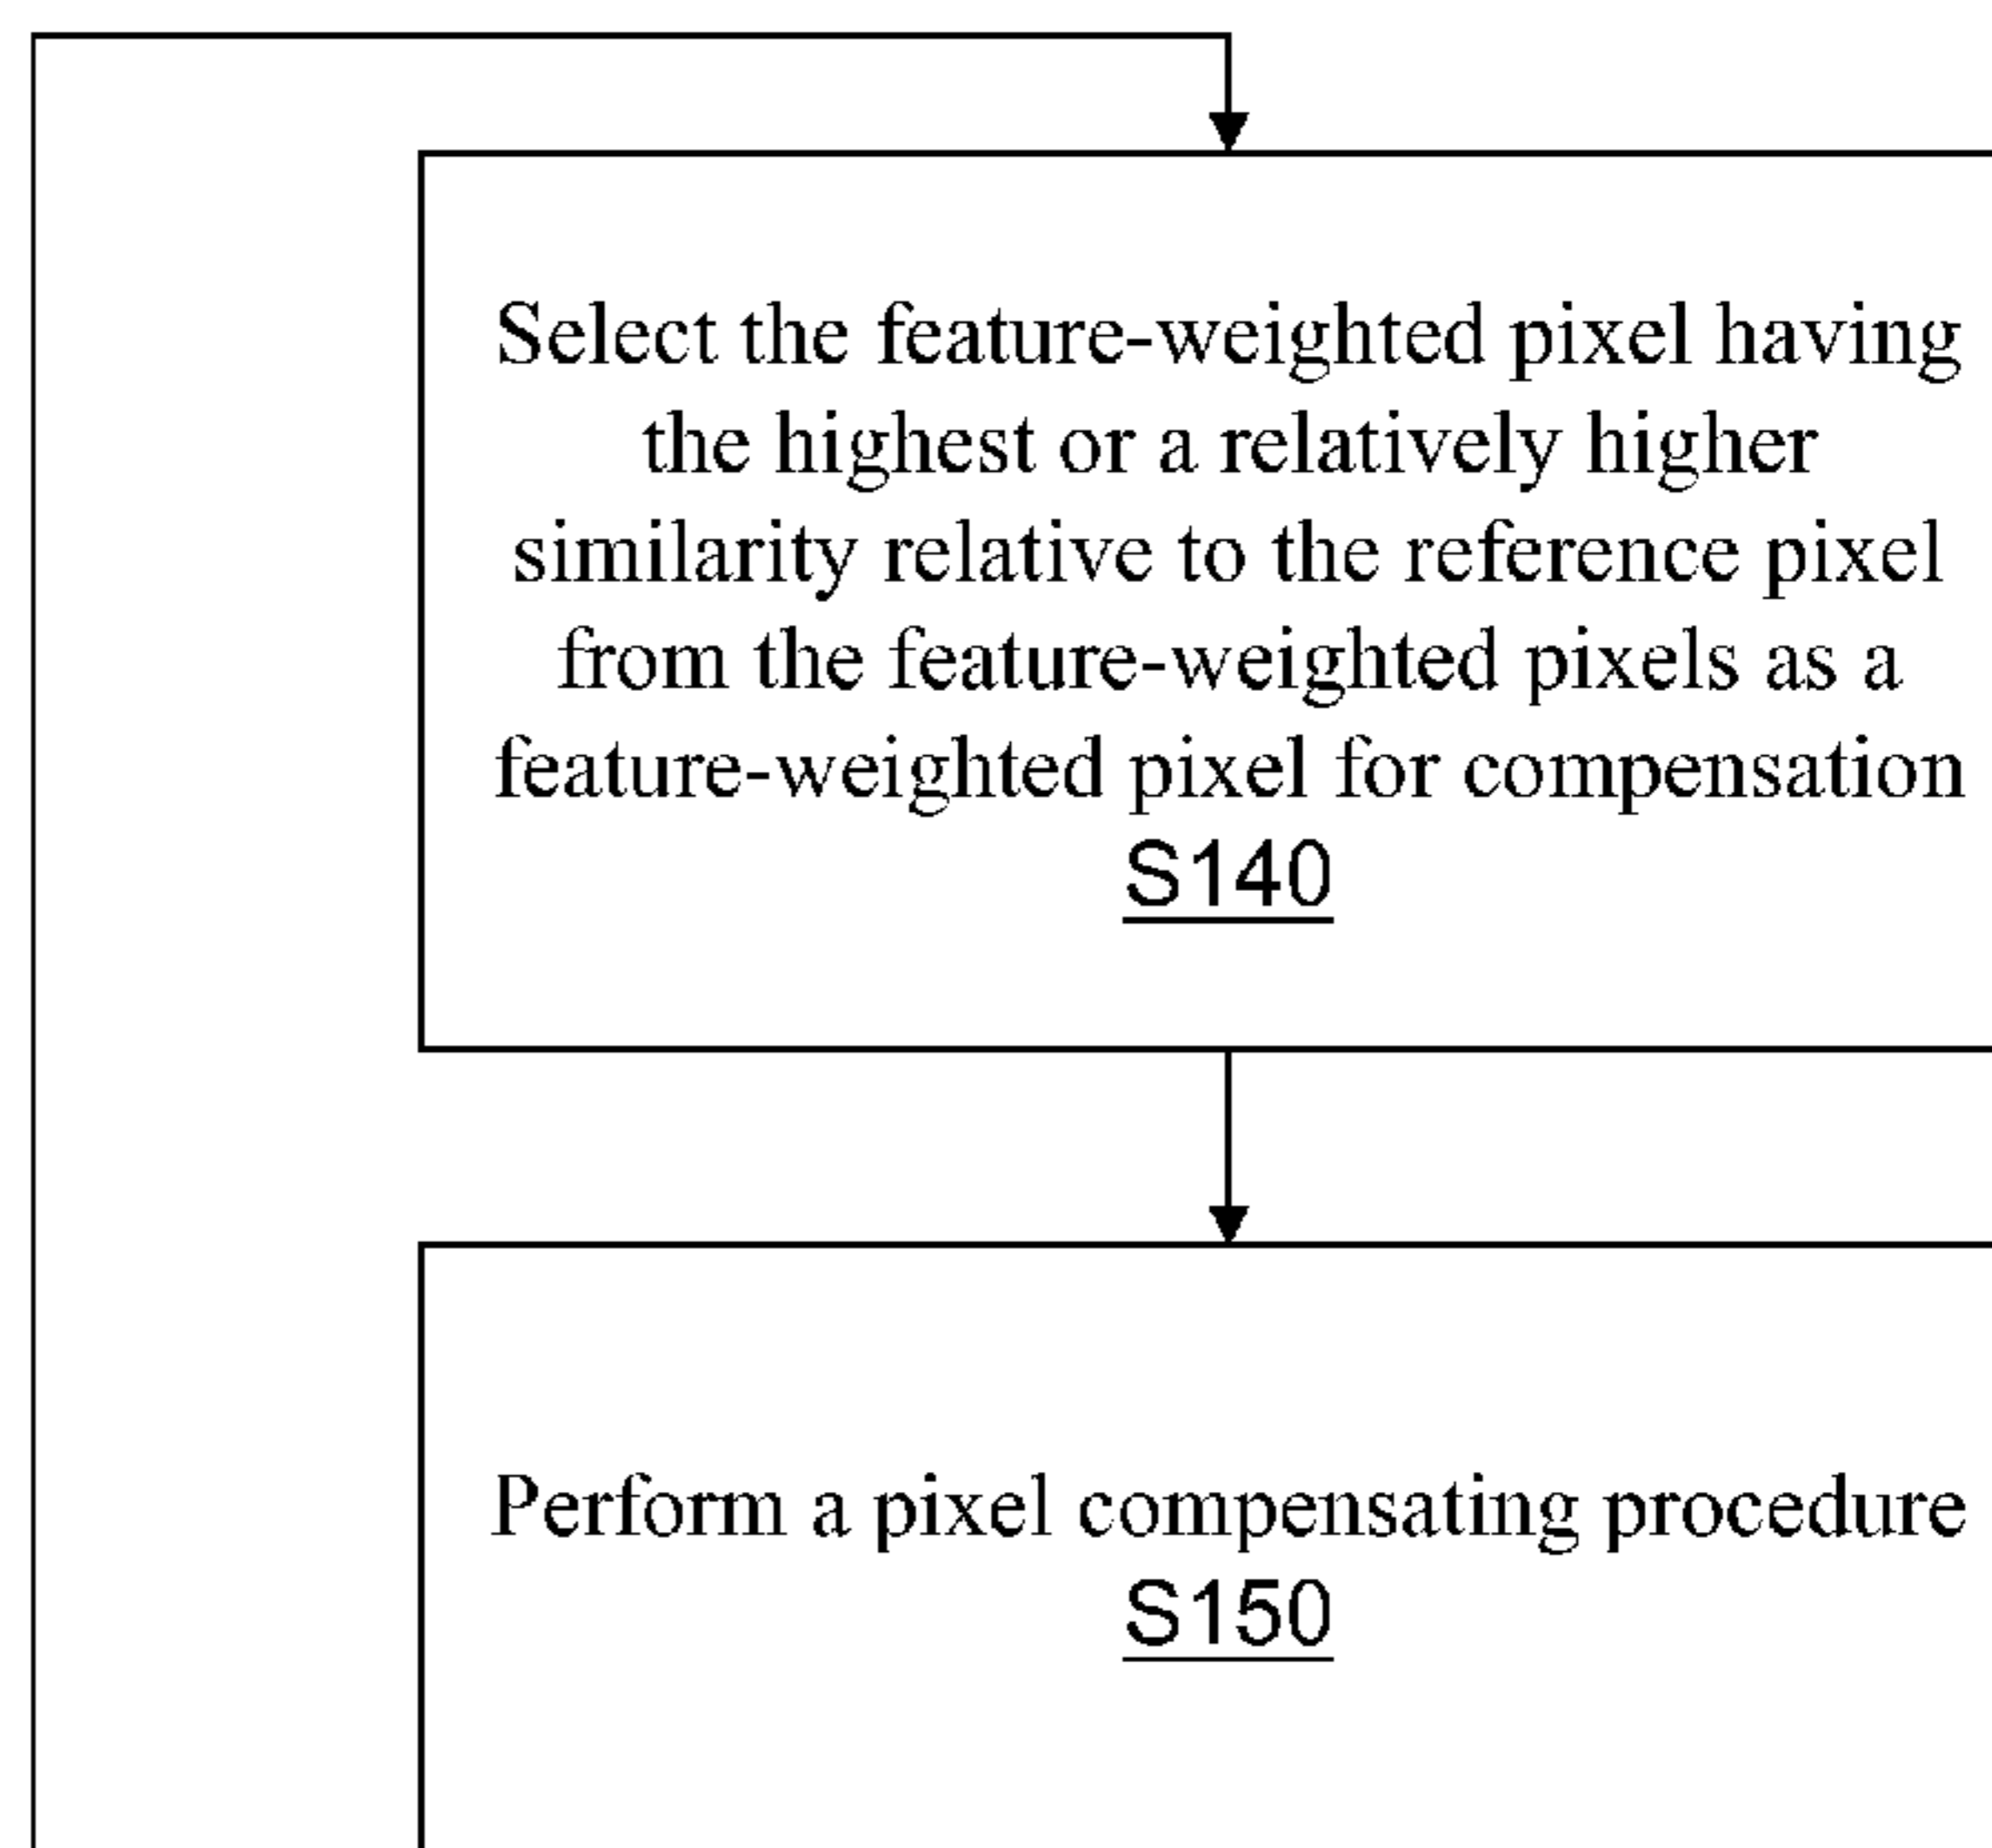 Select the feature-weighted pixel having
the highest or a relatively higher
similarity relative to the reference pixel
from the feature-weighted pixels as a
feature-weighted pixel for compensation
S140
Perform a pixel compensating procedure
S150